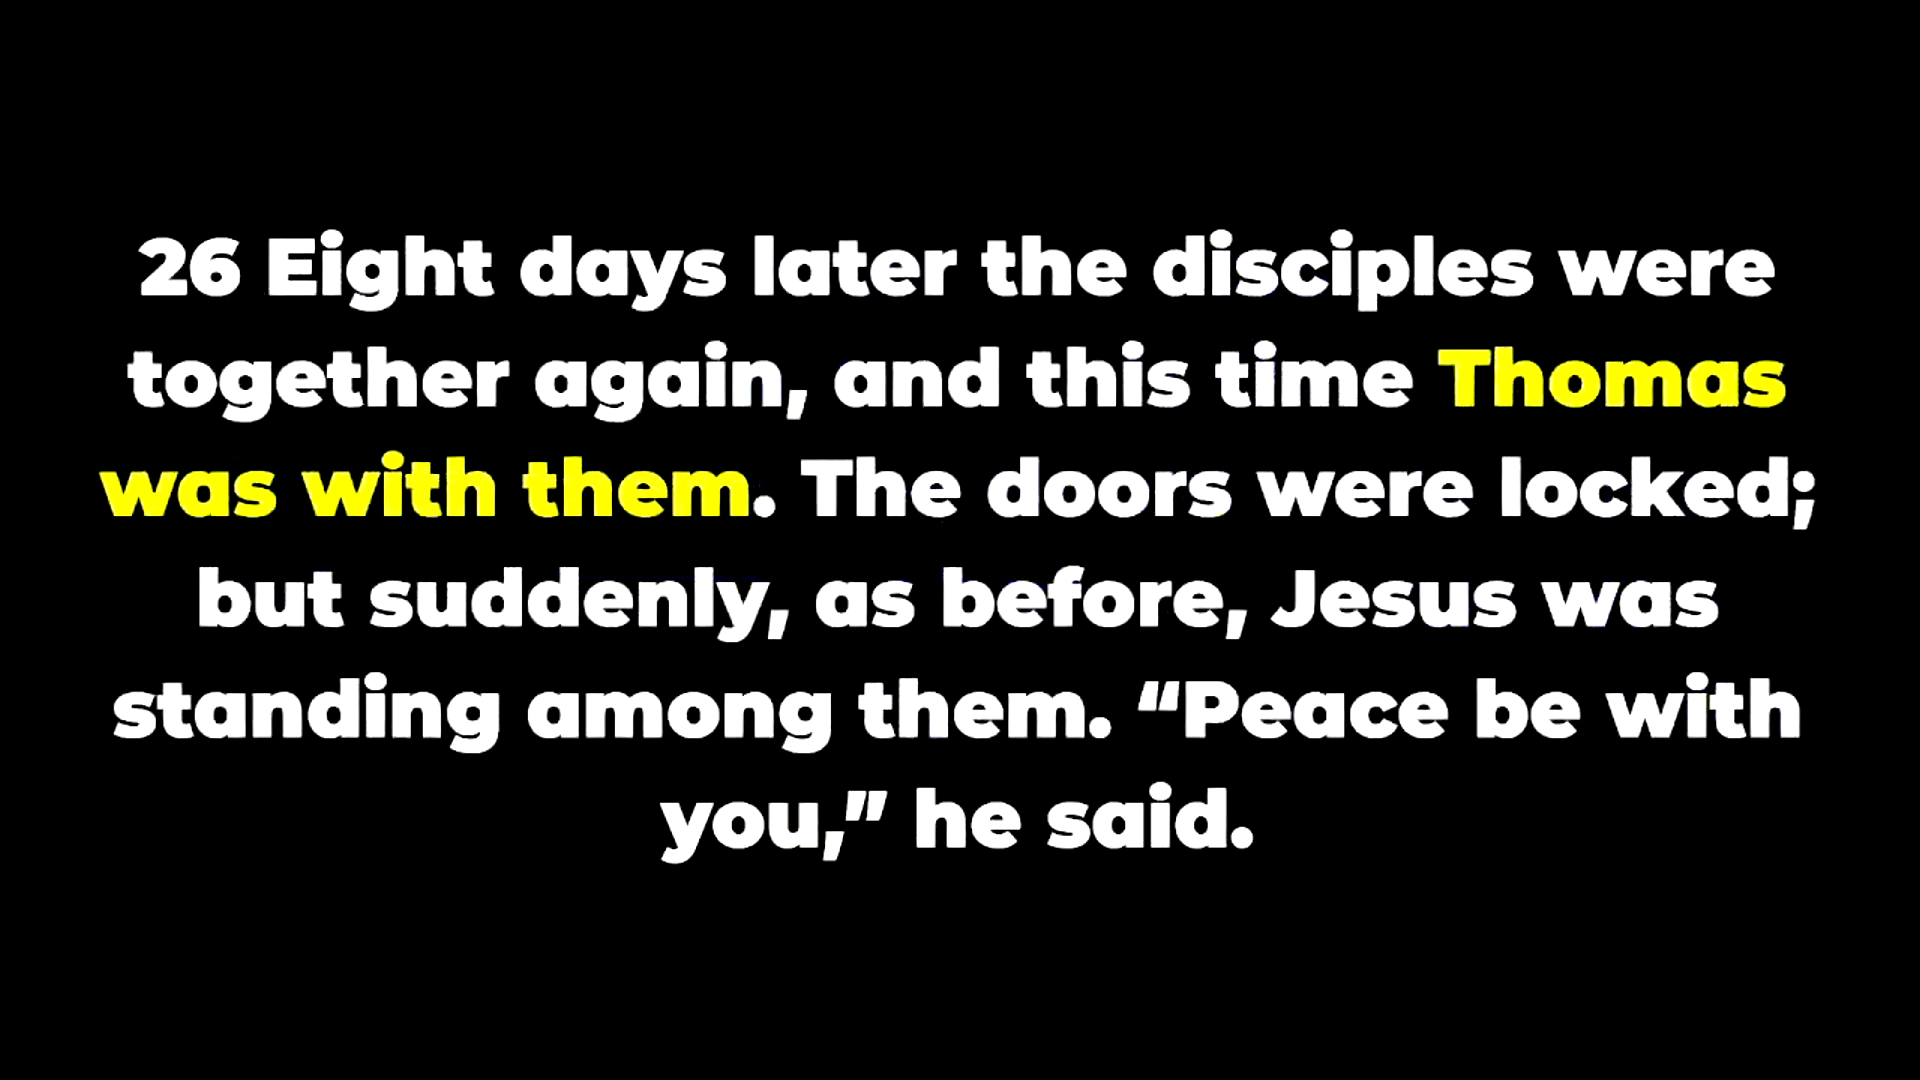 26 Eight days later the disciples were
together again, and this time Thomas
was with them. The doors were locked;
but suddenly, as before, Jesus was
standing among them. “Peace be with
you,” he said.